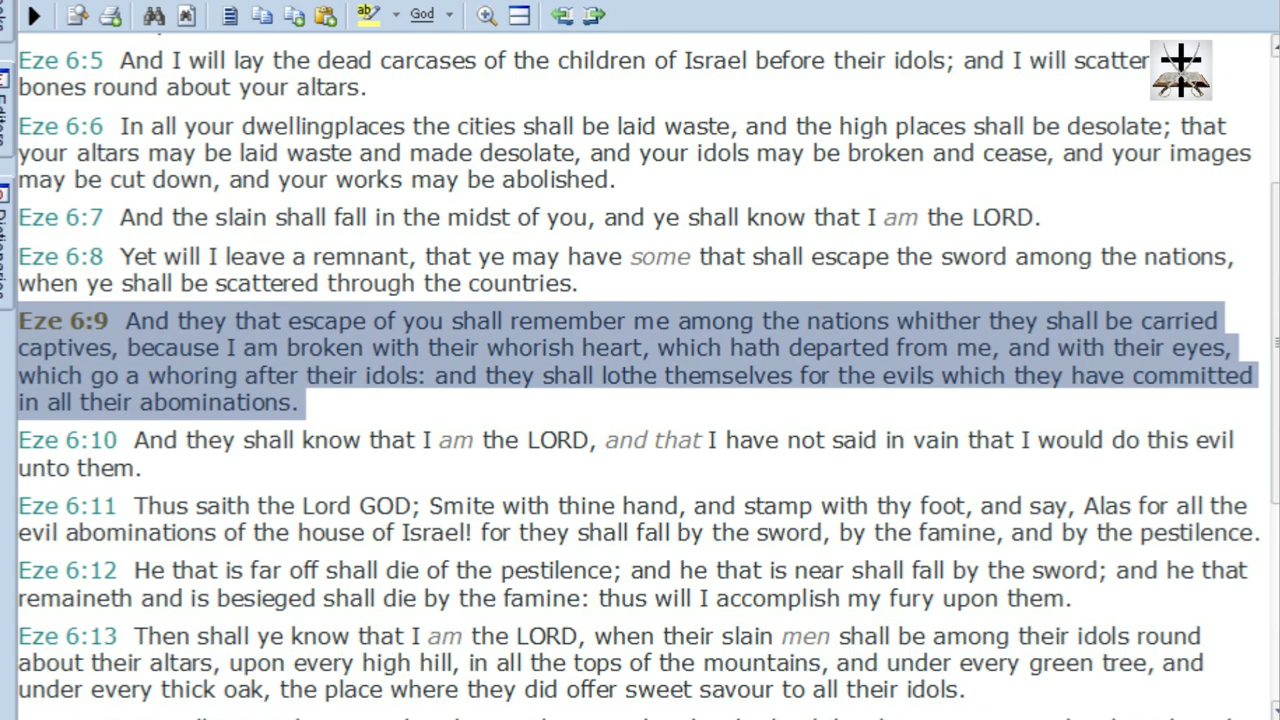 God
Eze 6:5 And I will lay the dead carcases of the children of Israel before their idols; and I will scatter
bones round about your altars.
Eze 6:6 In all your dwellingplaces the cities shall be laid waste, and the high places shall be desolate; that
your altars may be laid waste and made desolate, and your idols may be broken and cease, and your images
may be cut down, and your works may be abolished.
Eze 6:7 And the slain shall fall in the midst of you, and ye shall know that I am the LORD.
Eze 6:8 Yet will I leave a remnant, that ye may have some that shall escape the sword among the nations,
when ye shall be scattered through the countries.
Eze 6:9 And they that escape of you shall remember me among the nations whither they shall be carried
captives, because I am broken with their whorish heart, which hath departed from me, and with their eyes,
which go a whoring after their idols: and they shall lothe themselves for the evils which they have committed
in all their abominations.
Eze 6:10 And they shall know that I am the LORD, and that I have not said in vain that I would do this evil
unto them.
Eze 6:11 Thus saith the Lord GOD; Smite with thine hand, and stamp with thy foot, and say, Alas for all the
evil abominations of the house of Israel! for they shall fall by the sword, by the famine, and by the pestilence.
Eze 6:12 He that is far off shall die of the pestilence; and he that is near shall fall by the sword; and he that
remaineth and is besieged shall die by the famine: thus will I accomplish my fury upon them.
Eze 6:13 Then shall ye know that I am the LORD, when their slain men shall be among their idols round
about their altars, upon every high hill, in all the tops of the mountains, and under every green tree, and
under every thick oak, the place where they did offer sweet savour to all their idols.